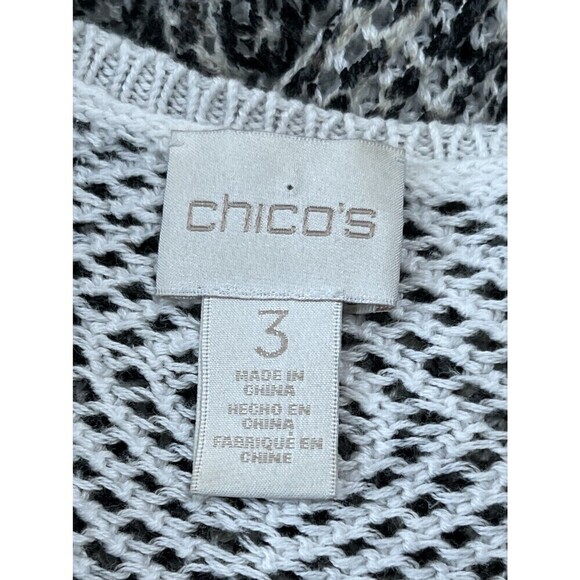 chico's
3
MADE IN
CHINA
HECHO EN
CHINA
FABRIQUÉ EN
CHINE